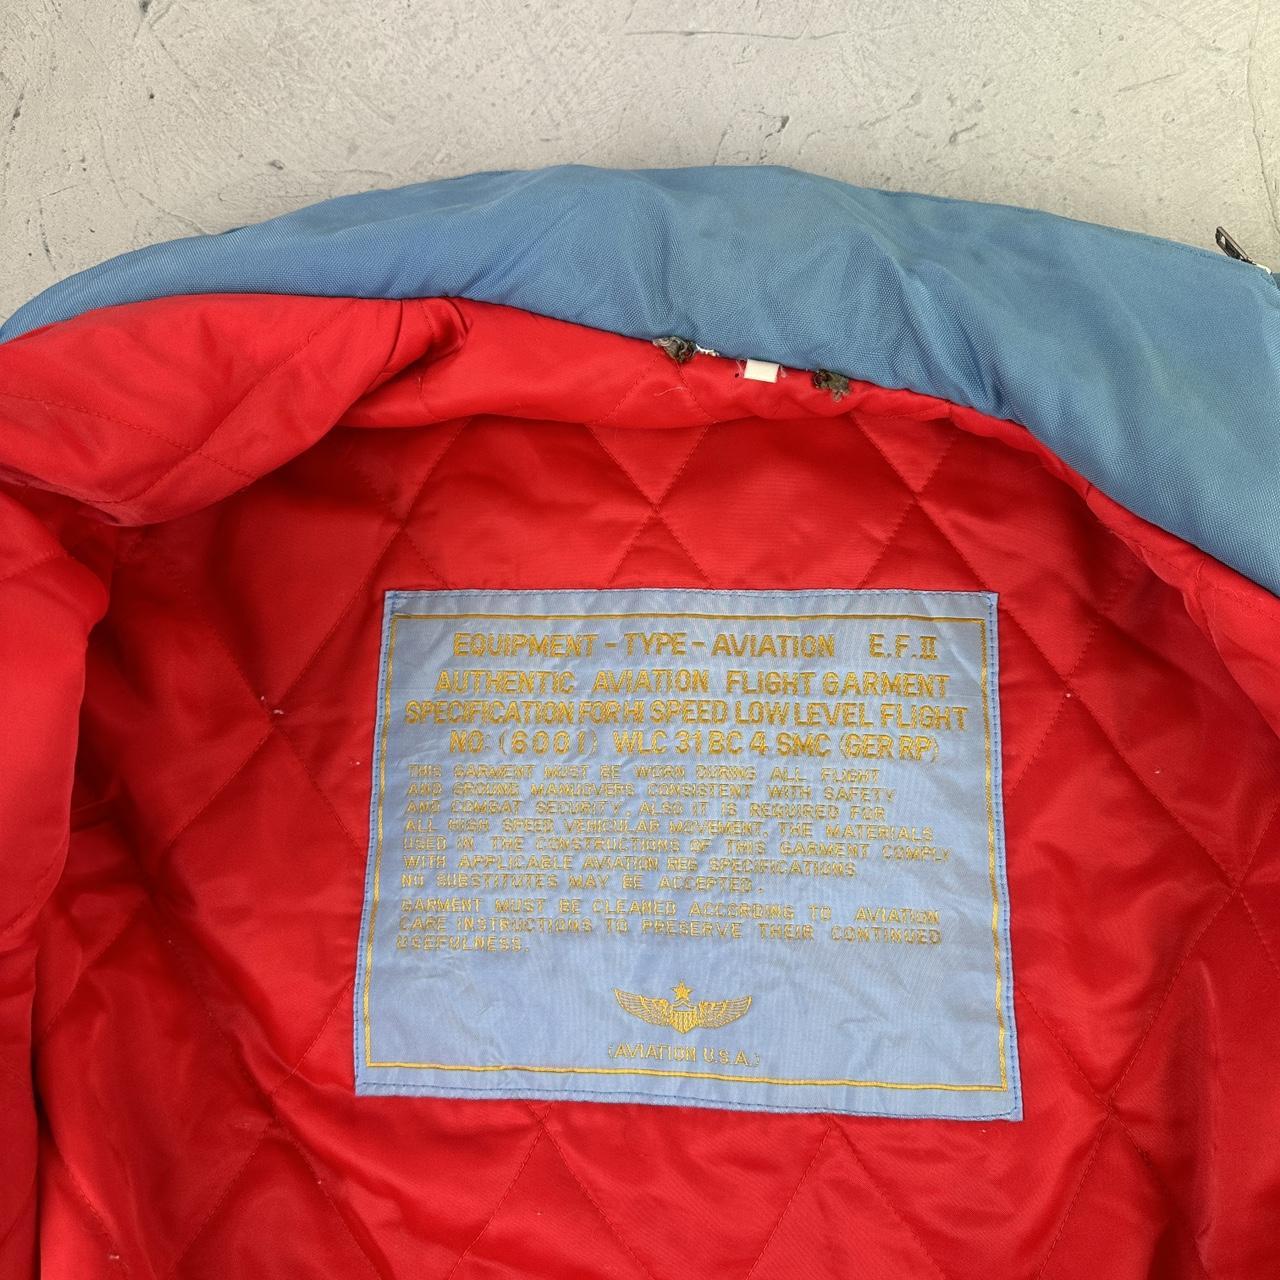 EQUIPMENT - TYPE - AVIATION E.F.II
AUTHENTIC AVIATION FLIGHT GARMENT
SPECIFICATION FOR HI SPEED LOW LEVEL FLIGHT
NO: (6001) WLC 31 BC 4 SMC (GER RP)
THIS GARMENT MUST BE WORN DURING ALL FLIGHT
AND GROUND MANUOVERS CONSISTENT WITH SAFETY
AND COMBAT SECURITY. ALSO IT IS REQUIRED FOR
ALL HIGH SPEED VEHICULAR MOVEMENT. THE MATERIALS
USED IN THE CONSTRUCTIONS OF THIS GARMENT COMPLY
WITH APPLICABLE AVIATION REG SPECIFICATIONS
NO SUBSTITUTES MAY BE ACCEPTED.
GARMENT MUST BE CLEANED ACCORDING TO AVIATION
CARE INSTRUCTIONS TO PRESERVE THEIR CONTINUED
USEFULNESS.
(AVIATION U.S.A.)